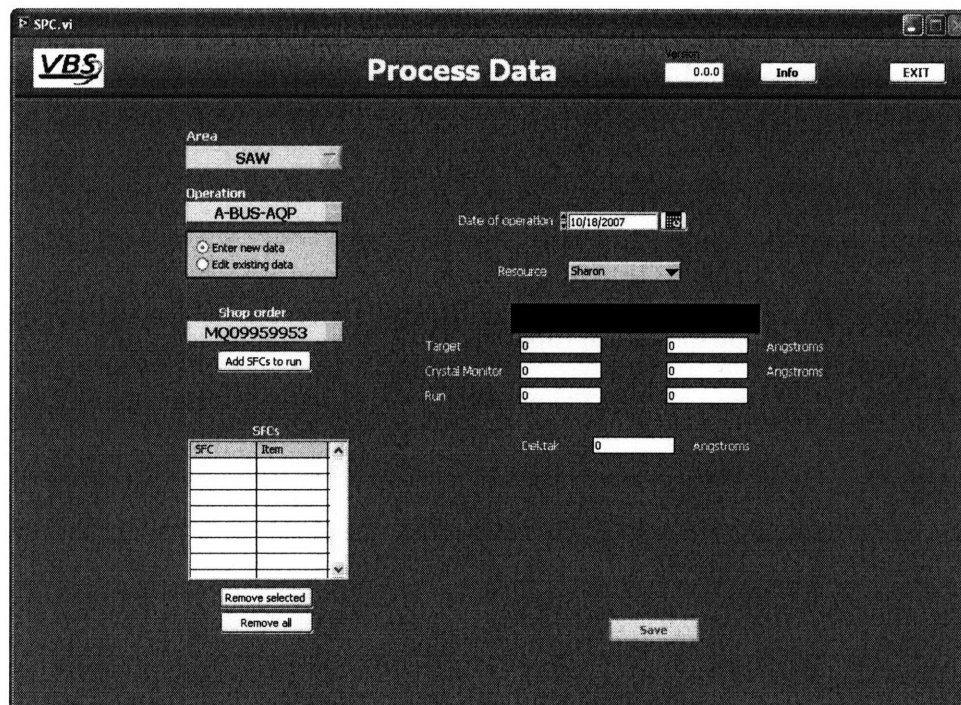 SPC.vi
VBS
Process Data
Version
0.0.0
Info
EXIT
Area
SAW
Operation
A-BUS-AQP
Enter new data
Edit existing data
Shop order
MQ09959953
Add SFCs to run
SFCs
SFC Item
Remove selected
Remove all
Date of operation 10/18/2007
Resource Sharon
Target 0 0 Angstroms
Crystal Monitor 0 0 Angstroms
Run 0 0
Dektak 0 Angstroms
Save